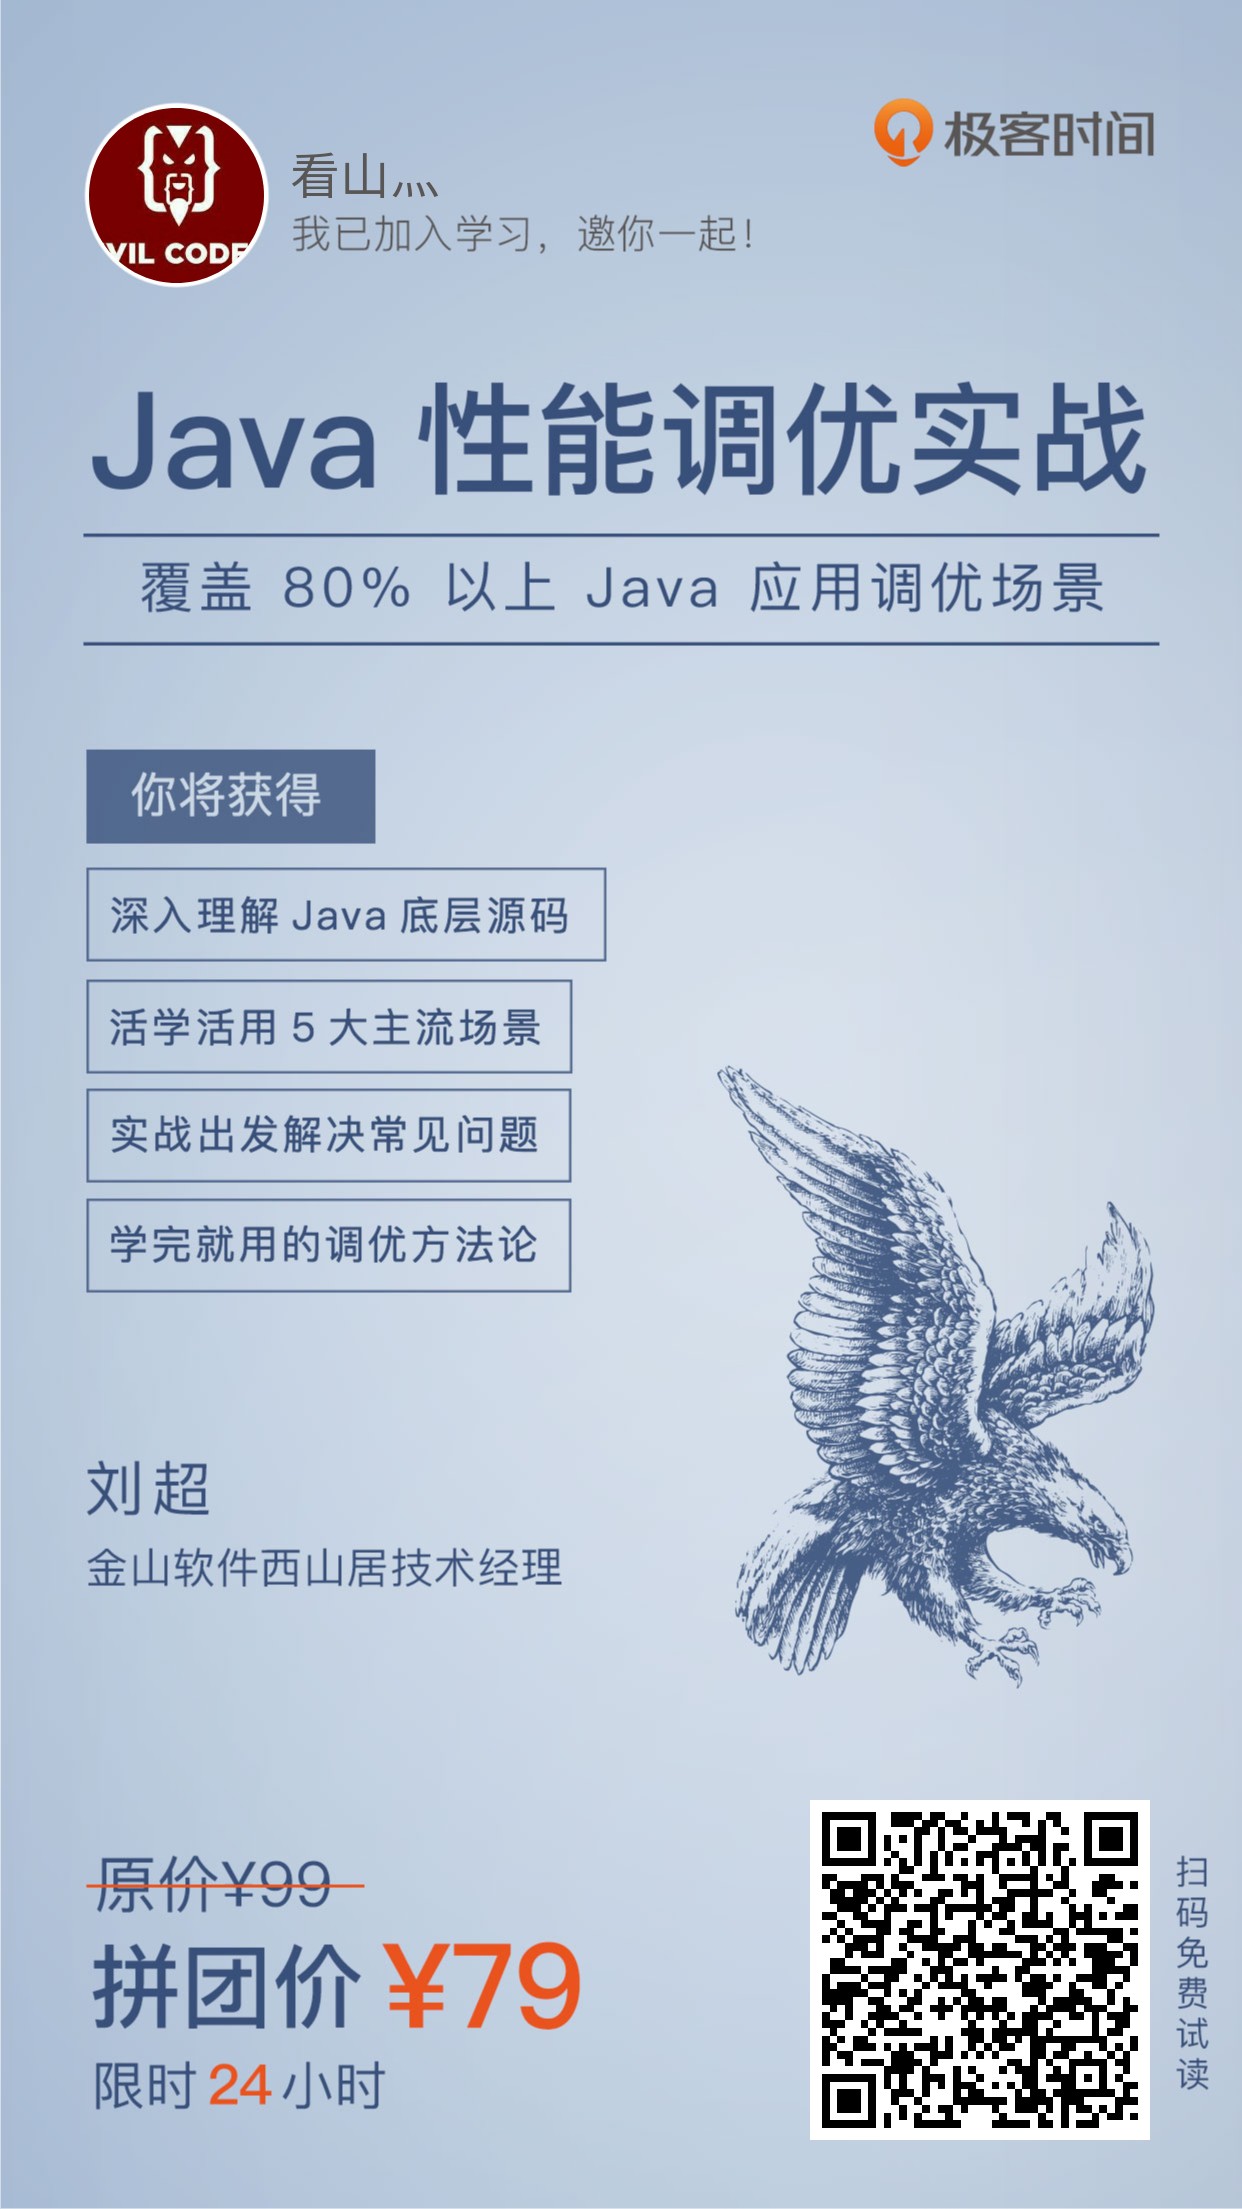 极客时间
VIL CODE
看山灬
我已加入学习，邀你一起！
Java 性能调优实战
覆盖 80% 以上 Java 应用调优场景
你将获得
深入理解 Java 底层源码
活学活用 5 大主流场景
实战出发解决常见问题
学完就用的调优方法论
刘超
金山软件西山居技术经理
原价¥99
拼团价 ¥79
限时 24 小时
扫码免费试读